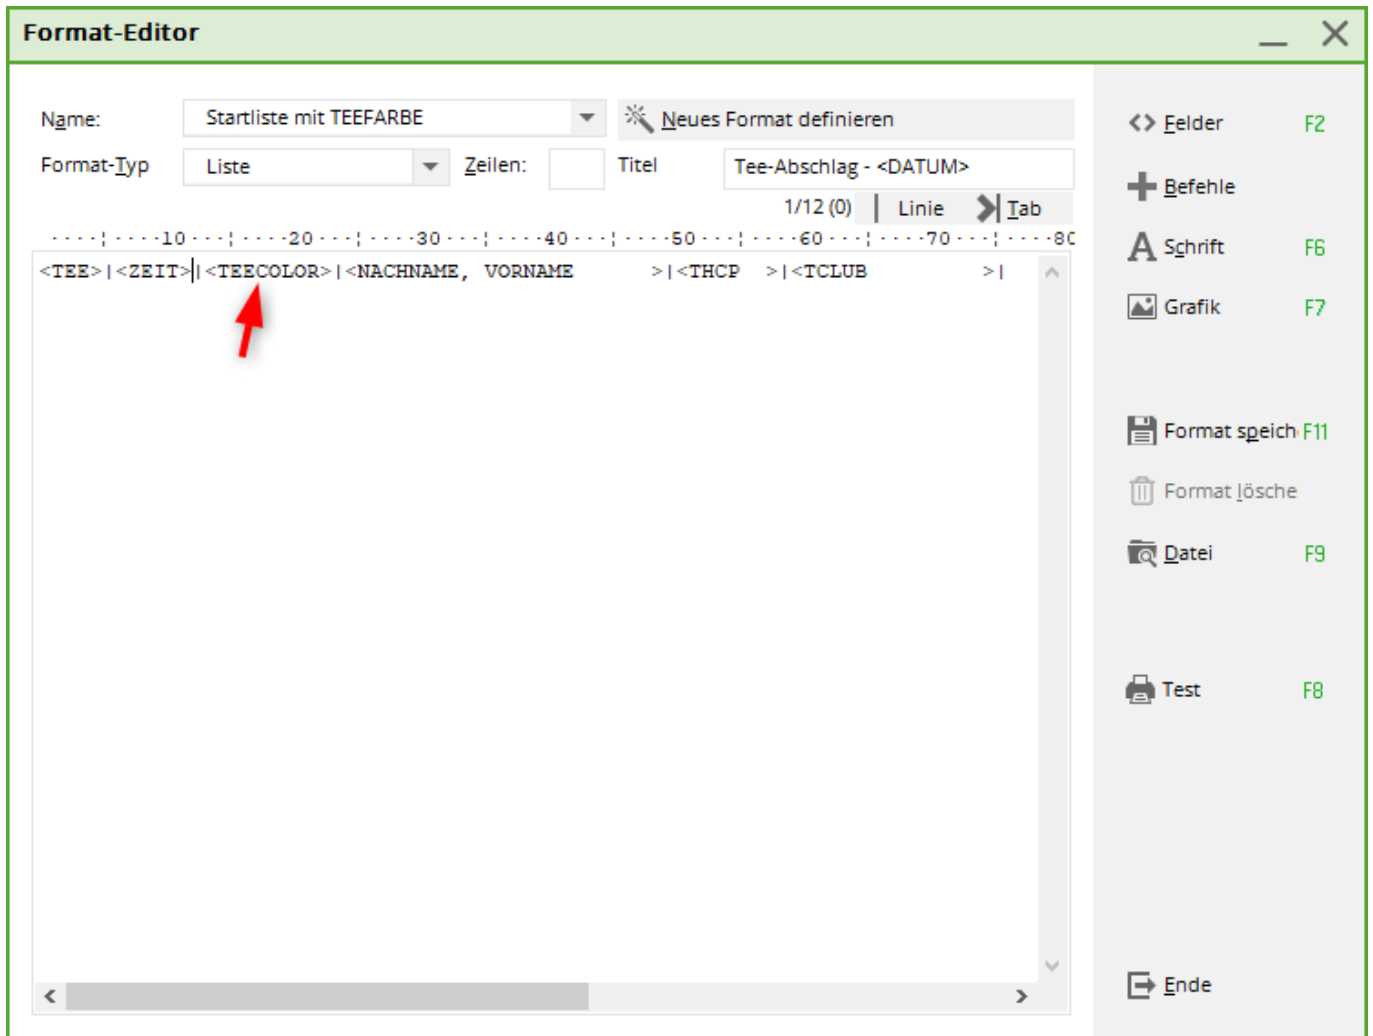 Format-Editor
Name: Startliste mit TEEFARBE Neues Format definieren
Format-Typ Liste Zeilen: Titel Tee-Abschlag - <DATUM>
1/12 (0) Linie Tab
····¦····10···¦····20···¦····30···¦····40···¦····50···¦····60···¦····70···¦····80
<TEE>|<ZEIT>|<TEECOLOR>|<NACHNAME, VORNAME      >|<THCP  >|<TCLUB         >|
Felder F2
Befehle
Schrift F6
Grafik F7
Format speich F11
Format lösche
Datei F9
Test F8
Ende